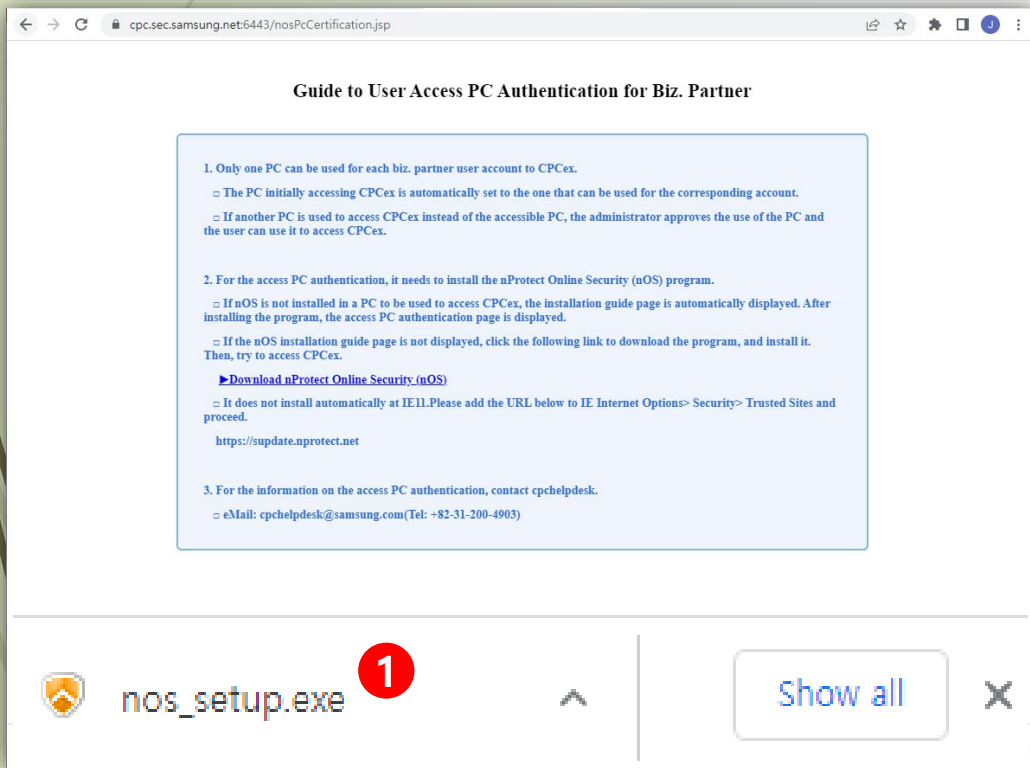 cpc.sec.samsung.net:6443/nosPcCertification.jsp
J
Guide to User Access PC Authentication for Biz. Partner
1. Only one PC can be used for each biz. partner user account to CPCex.
□ The PC initially accessing CPCex is automatically set to the one that can be used for the corresponding account.
□ If another PC is used to access CPCex instead of the accessible PC, the administrator approves the use of the PC and
the user can use it to access CPCex.
2. For the access PC authentication, it needs to install the nProtect Online Security (nOS) program.
□ If nOS is not installed in a PC to be used to access CPCex, the installation guide page is automatically displayed. After
installing the program, the access PC authentication page is displayed.
□ If the nOS installation guide page is not displayed, click the following link to download the program, and install it.
Then, try to access CPCex.
▶Download nProtect Online Security (nOS)
□ It does not install automatically at IE11.Please add the URL below to IE Internet Options> Security> Trusted Sites and
proceed.
https://supdate.nprotect.net
3. For the information on the access PC authentication, contact cpchelpdesk.
□ eMail: cpchelpdesk@samsung.com(Tel: +82-31-200-4903)
nos_setup.exe
1
Show all